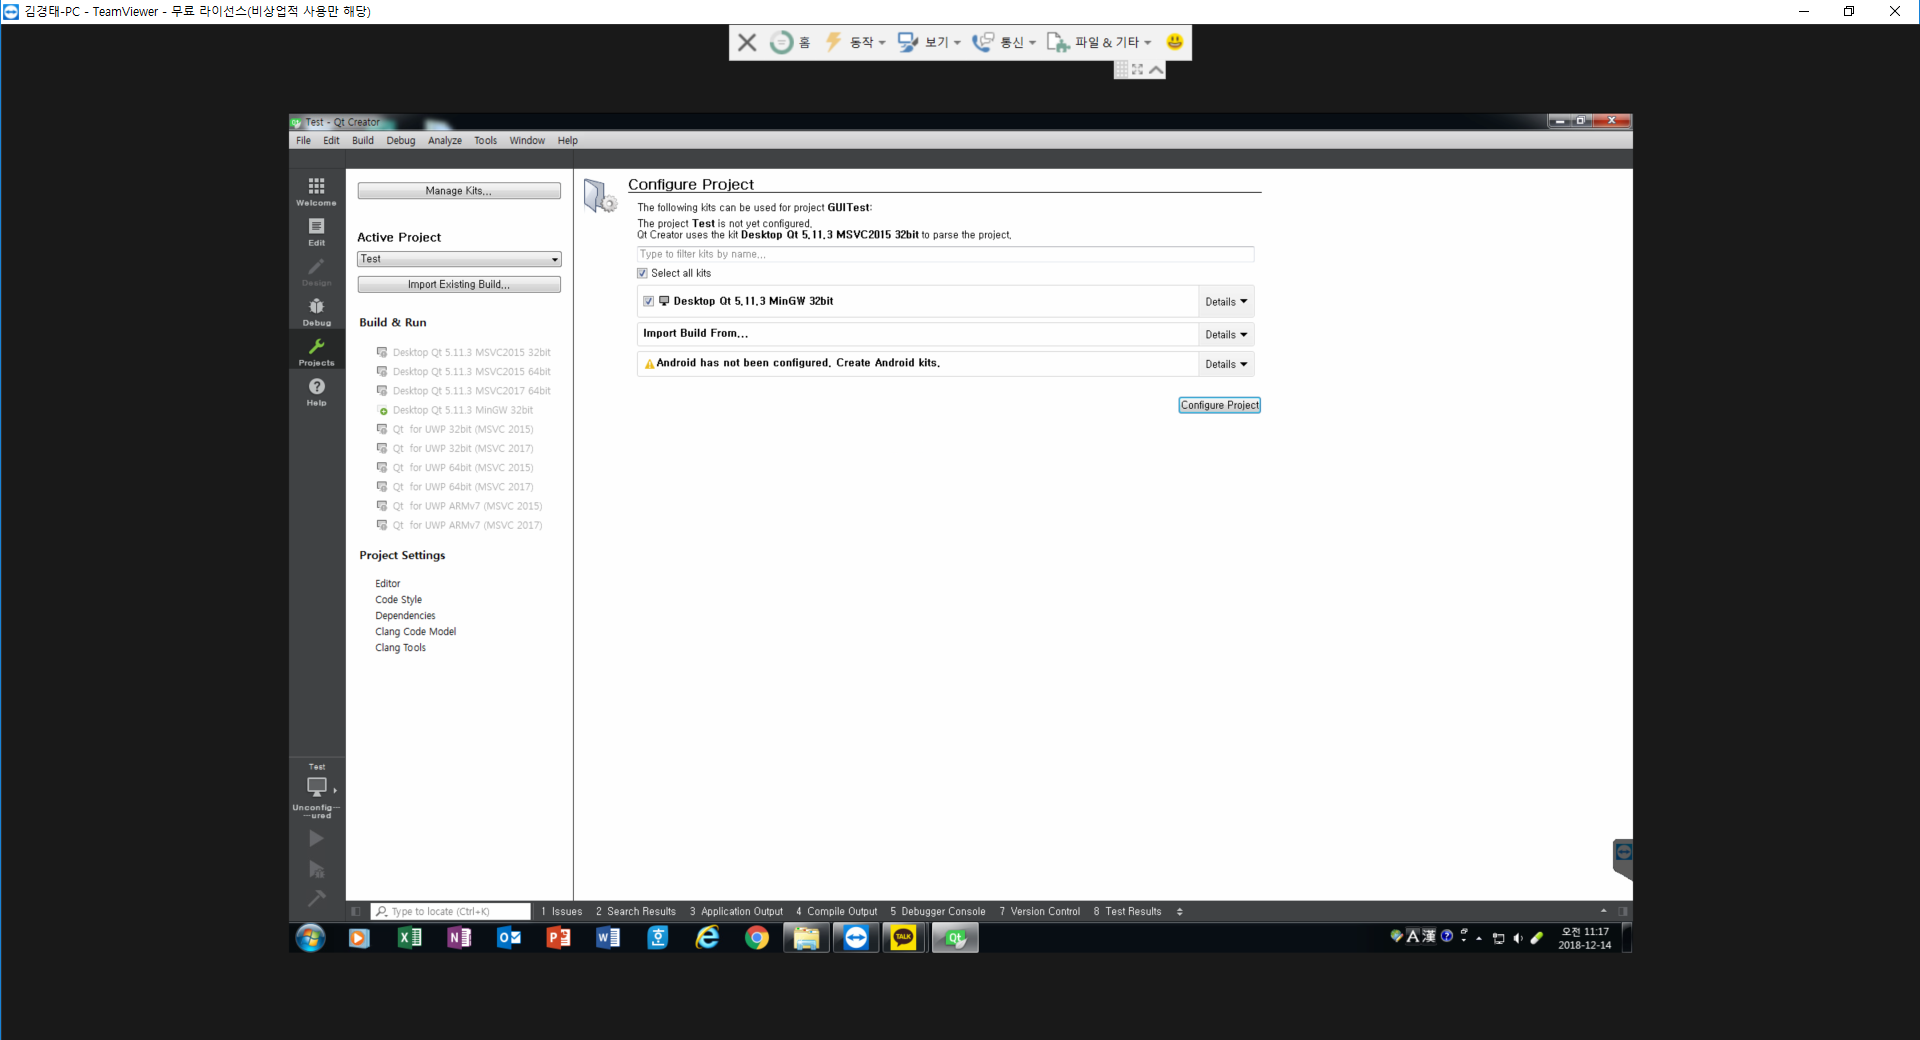 김경태-PC - TeamViewer - 무료 라이선스(비상업적 사용만 해당)
홈 동작 보기 통신 파일 & 기타
Test - Qt Creator
File Edit Build Debug Analyze Tools Window Help
Welcome
Edit
Design
Debug
Projects
Help
Manage Kits...
Active Project
Test
Import Existing Build...
Build & Run
Desktop Qt 5.11.3 MSVC2015 32bit
Desktop Qt 5.11.3 MSVC2015 64bit
Desktop Qt 5.11.3 MSVC2017 64bit
Desktop Qt 5.11.3 MinGW 32bit
Qt for UWP 32bit (MSVC 2015)
Qt for UWP 32bit (MSVC 2017)
Qt for UWP 64bit (MSVC 2015)
Qt for UWP 64bit (MSVC 2017)
Qt for UWP ARMv7 (MSVC 2015)
Qt for UWP ARMv7 (MSVC 2017)
Project Settings
Editor
Code Style
Dependencies
Clang Code Model
Clang Tools
Configure Project
The following kits can be used for project GUITest:
The project Test is not yet configured.
Qt Creator uses the kit Desktop Qt 5.11.3 MSVC2015 32bit to parse the project.
Type to filter kits by name...
Select all kits
Desktop Qt 5.11.3 MinGW 32bit Details
Import Build From... Details
Android has not been configured. Create Android kits. Details
Configure Project
Test
Unconfig—
—ured
Type to locate (Ctrl+K) 1 Issues 2 Search Results 3 Application Output 4 Compile Output 5 Debugger Console 7 Version Control 8 Test Results
TALK
Qt
A漢
오전 11:17
2018-12-14